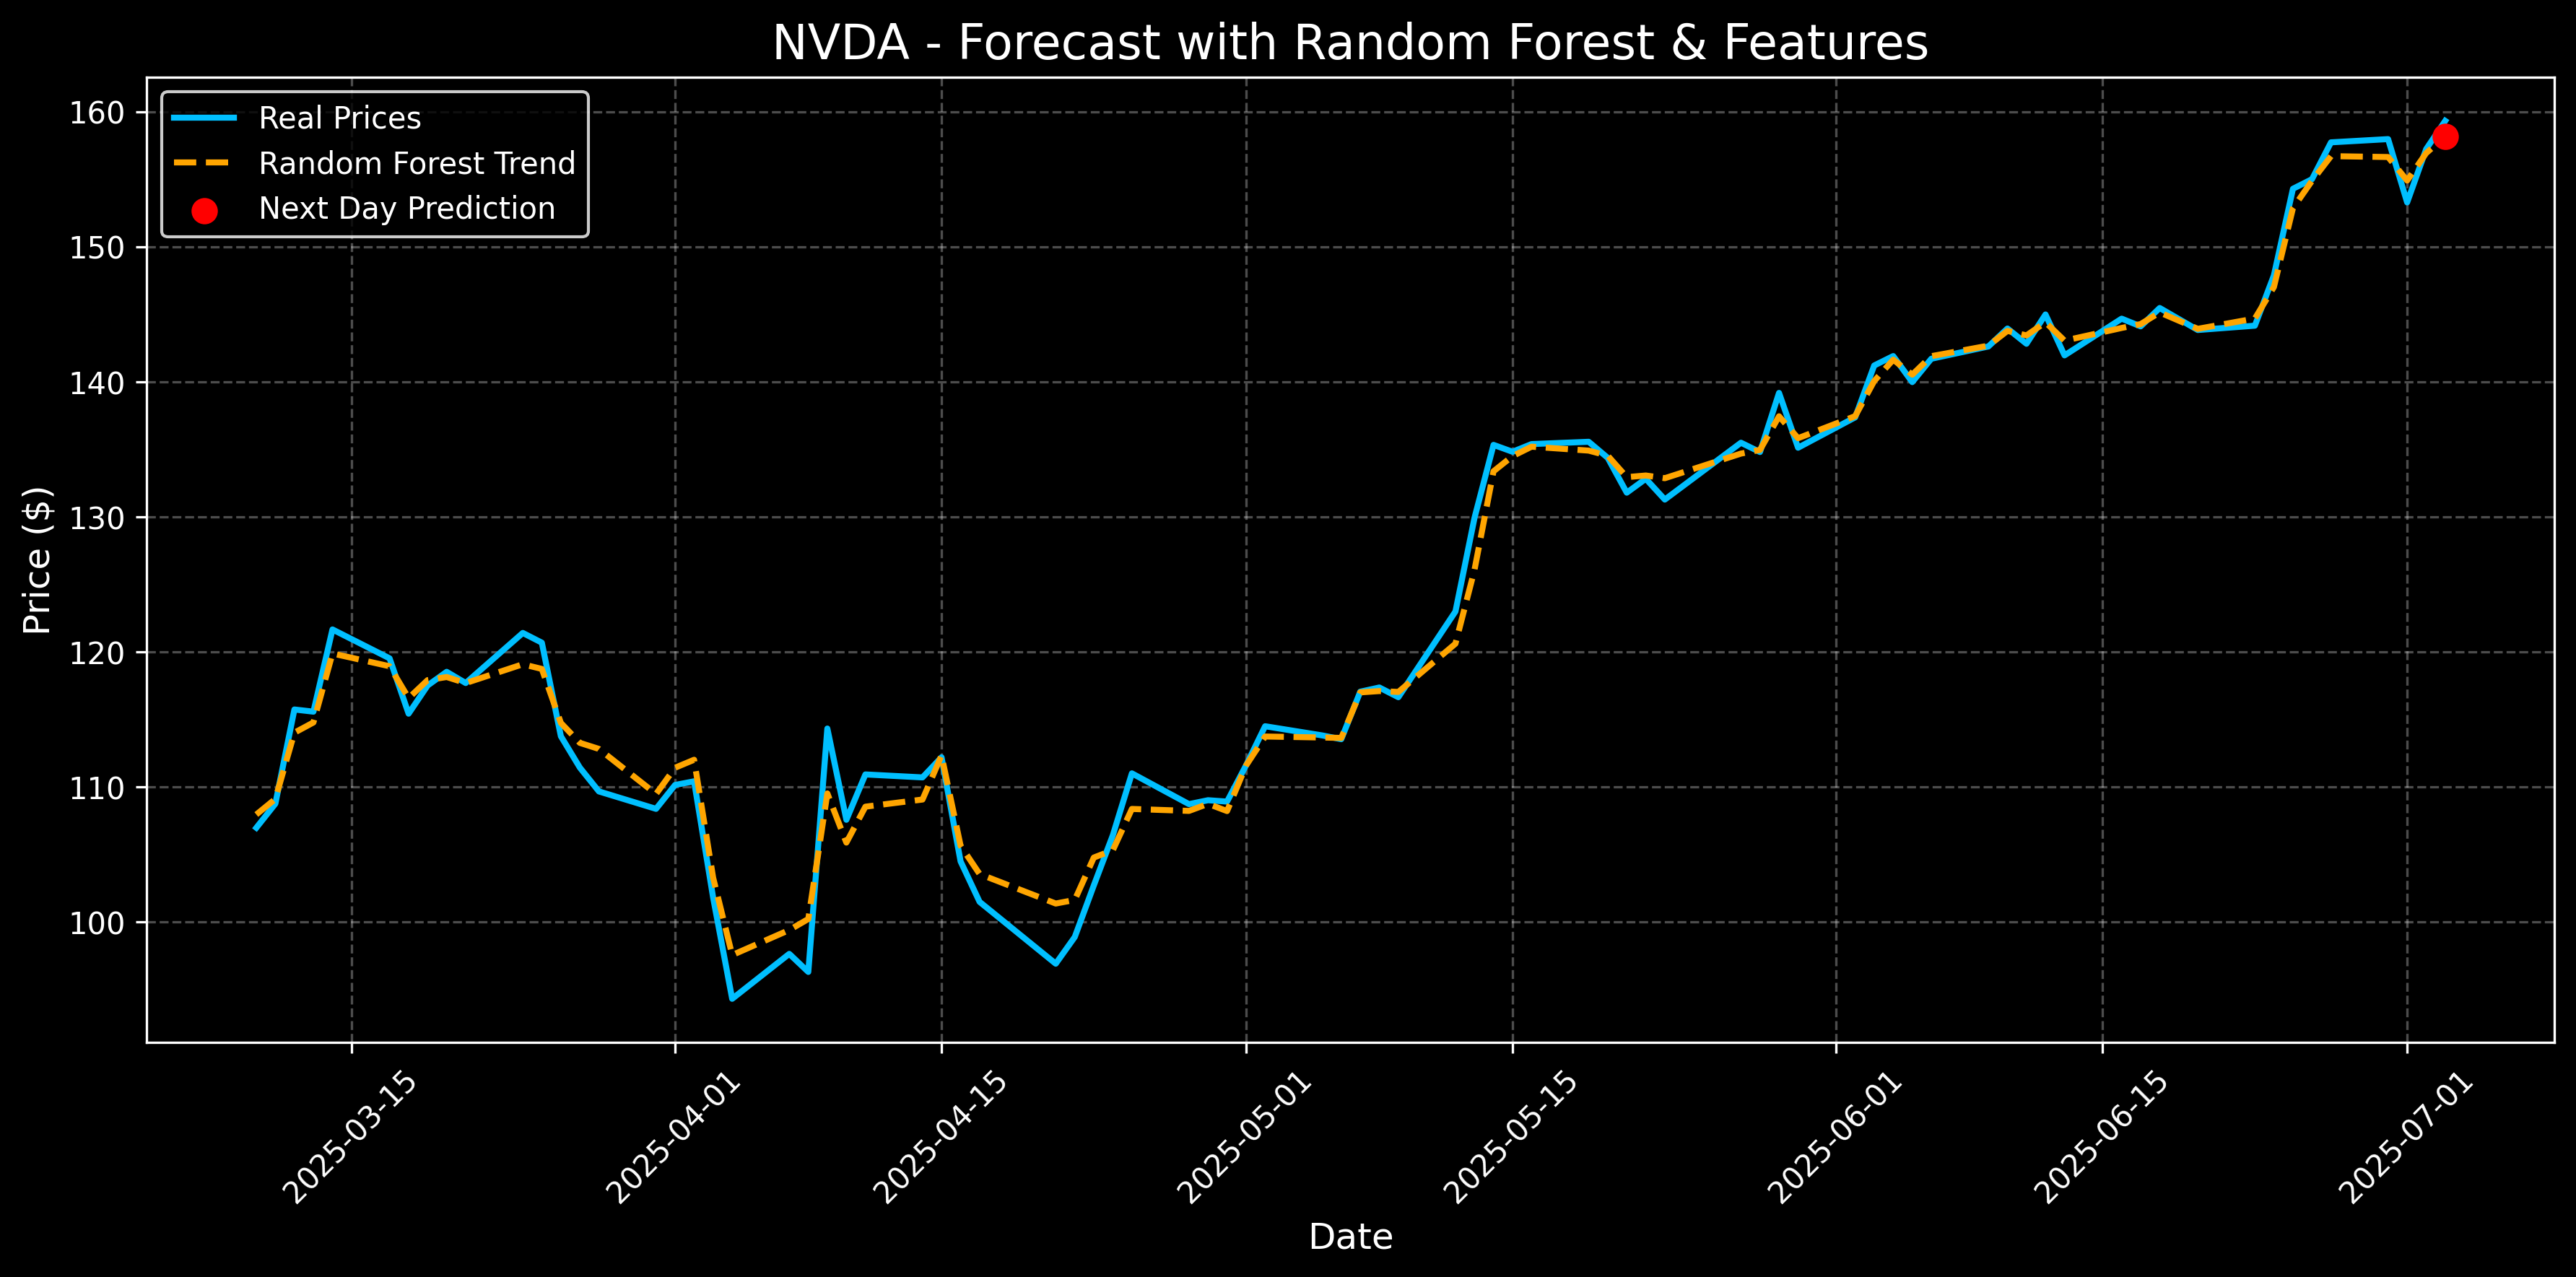 NVDA - Forecast with Random Forest & Features
Real Prices
Random Forest Trend
Next Day Prediction
160
150
140
130
120
110
100
Price ($)
2025-03-15
2025-04-01
2025-04-15
2025-05-01
2025-05-15
2025-06-01
2025-06-15
2025-07-01
Date